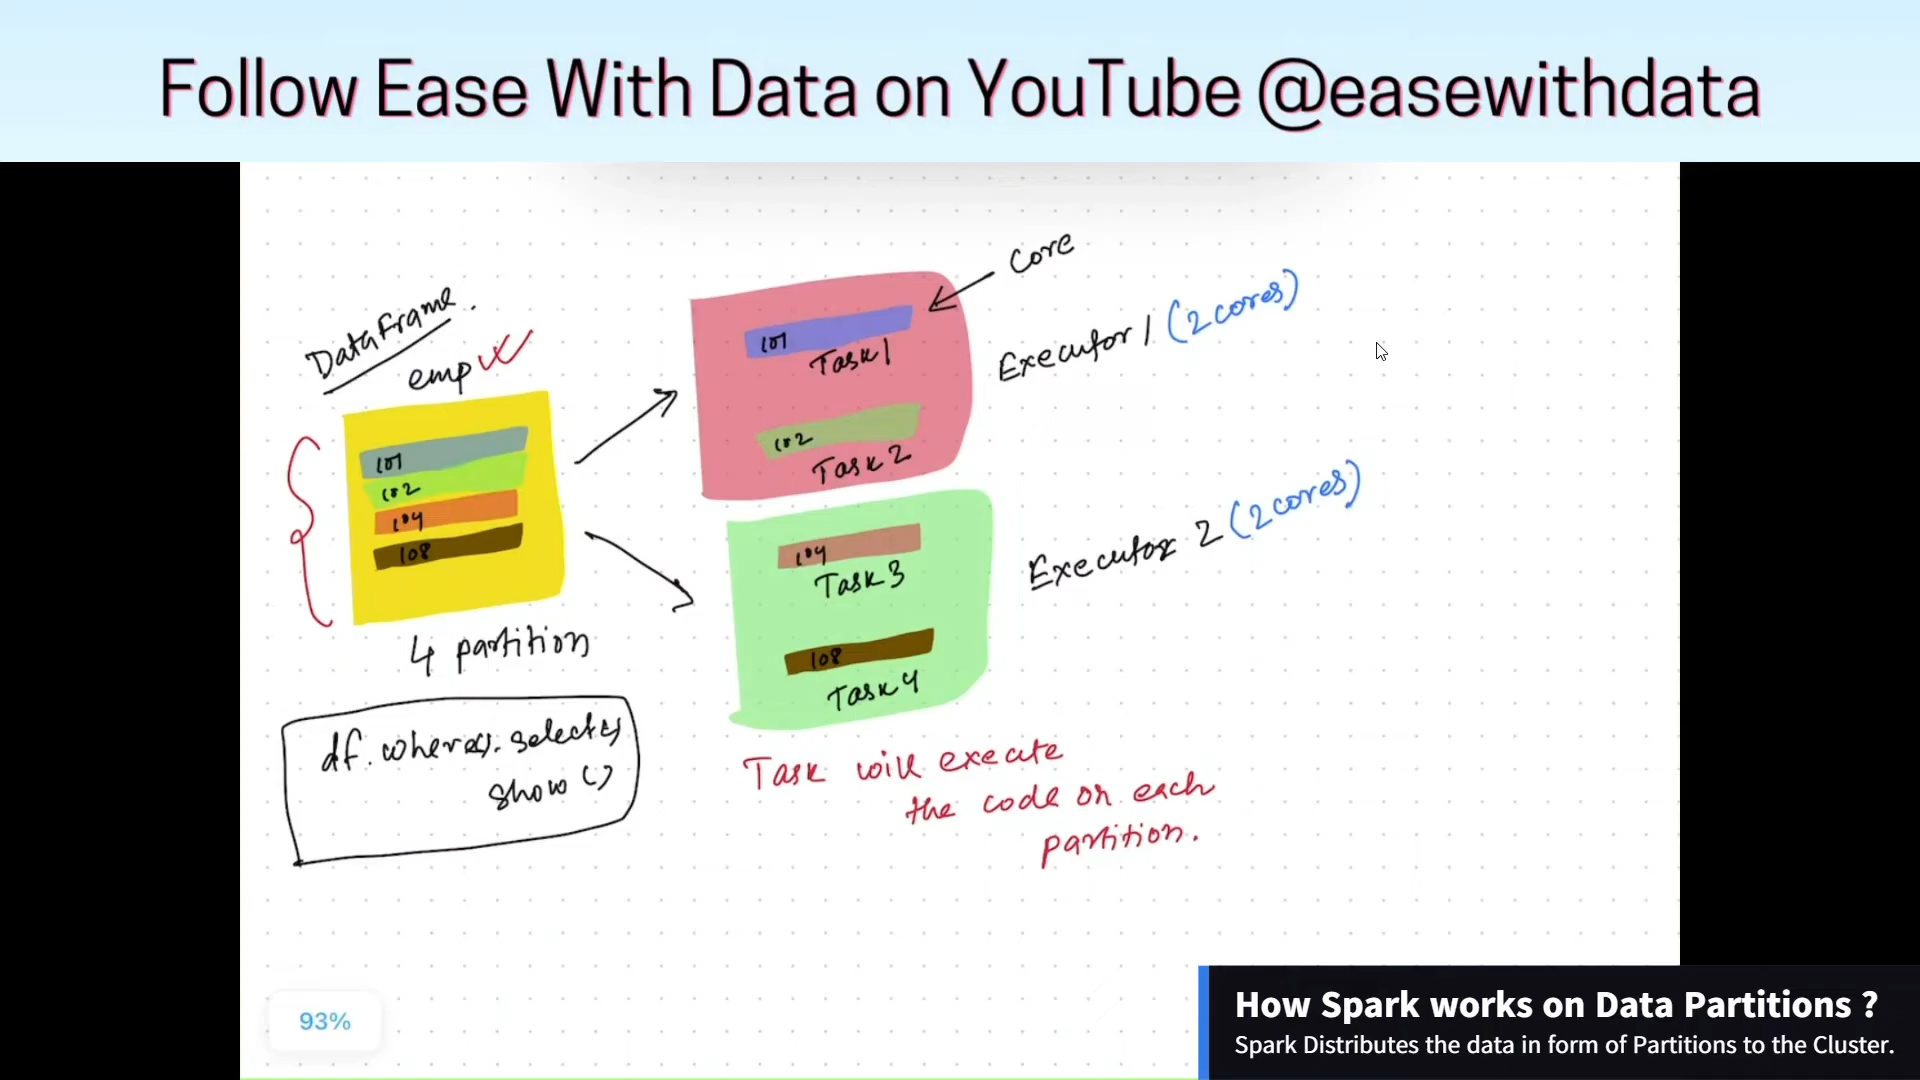 Follow Ease With Data on YouTube @easewithdata
Core
DataFrame.
emp
101
102
104
108
4 partition
df.where().select()
show()
101
Task 1
102
Task 2
Executor 1 (2 cores)
104
Task 3
108
Task 4
Executor 2 (2 cores)
Task will execute
the code on each
partition.
93%
How Spark works on Data Partitions ?
Spark Distributes the data in form of Partitions to the Cluster.